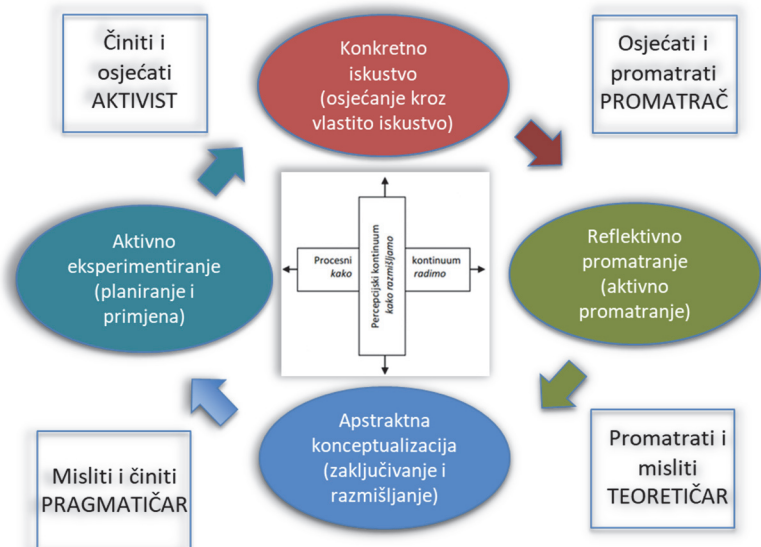 Činiti i
osjećati
AKTIVIST
Konkretno
iskustvo
(osjećanje kroz
vlastito iskustvo)
Osjećati i
promatrati
PROMATRAČ
Aktivno
eksperimentiranje
(planiranje i
primjena)
Procesni
kako
Percepcijski kontinuum
kako razmišljamo
kontinuum
radimo
Reflektivno
promatranje
(aktivno
promatranje)
Misliti i činiti
PRAGMATIČAR
Apstraktna
konceptualizacija
(zaključivanje i
razmišljanje)
Promatrati i
misliti
TEORETIČAR